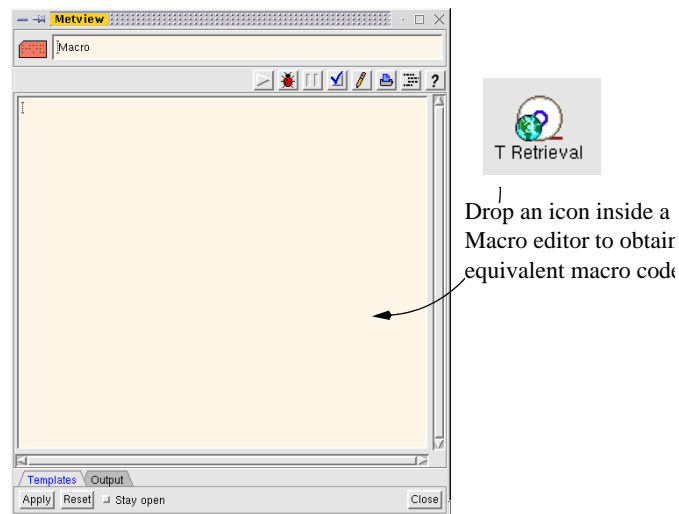 Metview
Macro
?
T Retrieval
Drop an icon inside a
Macro editor to obtain
equivalent macro code
Templates Output
Apply Reset Stay open Close